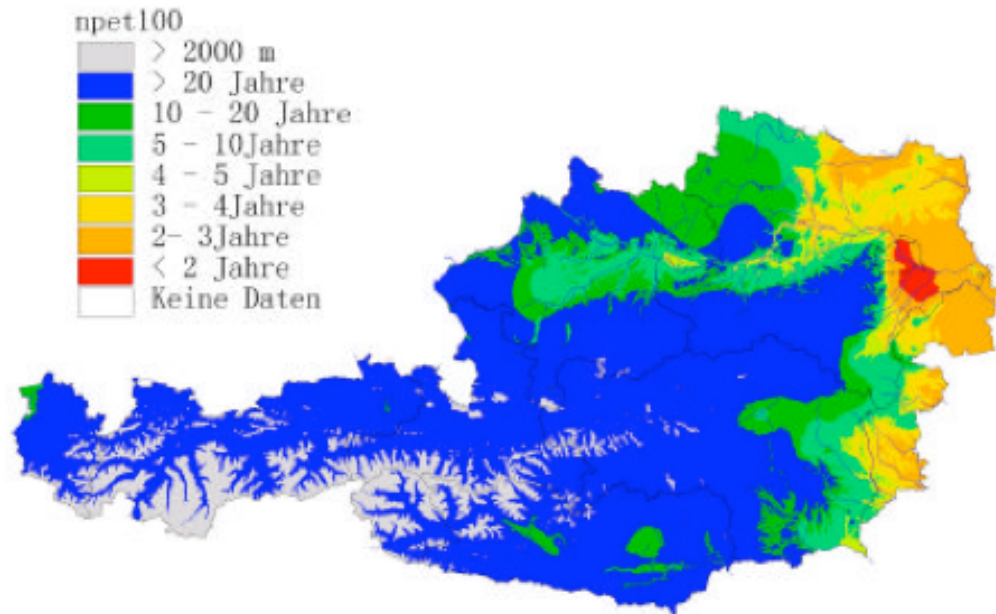 npet100
> 2000 m
> 20 Jahre
10 - 20 Jahre
5 - 10Jahre
4 - 5 Jahre
3 - 4Jahre
2- 3Jahre
< 2 Jahre
Keine Daten